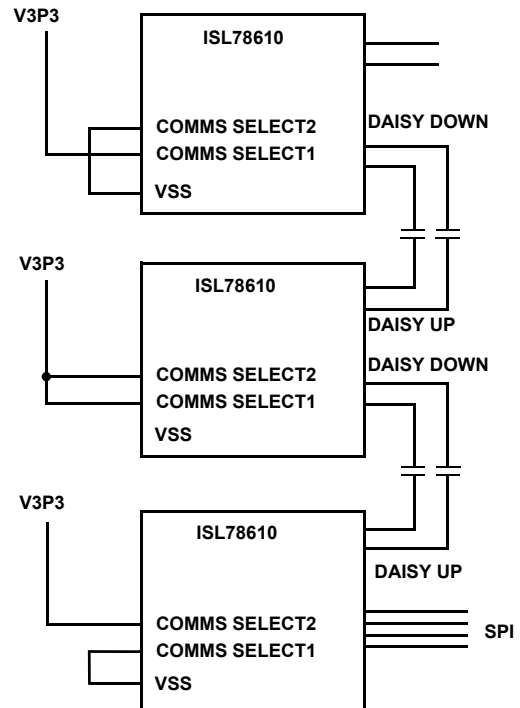 V3P3
ISL78610
COMMS SELECT2
DAISY DOWN
COMMS SELECT1
VSS
V3P3
ISL78610
DAISY UP
DAISY DOWN
COMMS SELECT2
COMMS SELECT1
VSS
V3P3
ISL78610
DAISY UP
COMMS SELECT2
SPI
COMMS SELECT1
VSS